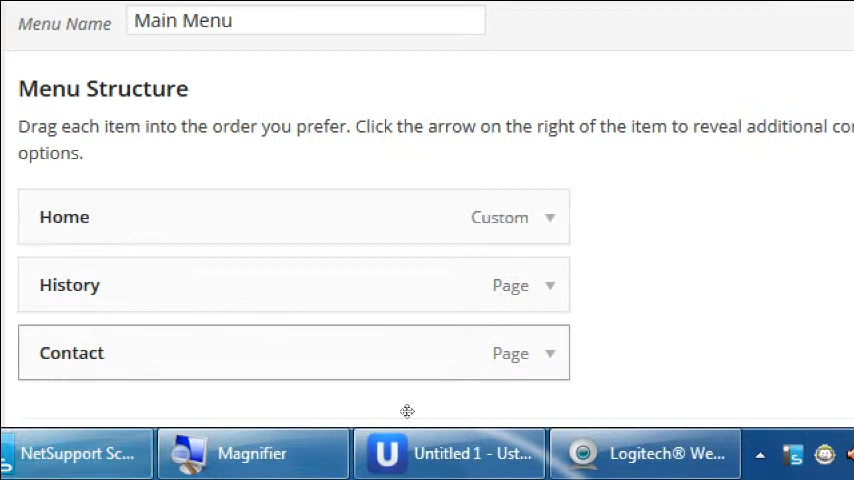 Menu Name Main Menu
Menu Structure
Drag each item into the order you prefer. Click the arrow on the right of the item to reveal additional co
options.
Home Custom
History Page
Contact Page
NetSupport Sc... Magnifier Untitled 1 - Ust... Logitech® We...